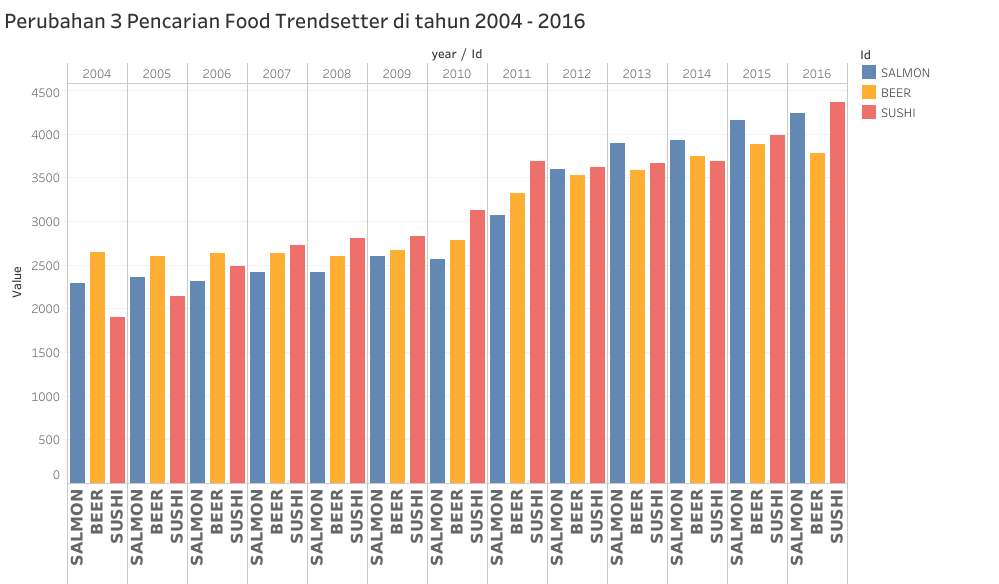 Perubahan 3 Pencarian Food Trendsetter di tahun 2004 - 2016
year / Id
2004 2005 2006 2007 2008 2009 2010 2011 2012 2013 2014 2015 2016
Id
SALMON
BEER
SUSHI
Value
4500
4000
3500
3000
2500
2000
1500
1000
500
0
SALMON BEER SUSHI SALMON BEER SUSHI SALMON BEER SUSHI SALMON BEER SUSHI SALMON BEER SUSHI SALMON BEER SUSHI SALMON BEER SUSHI SALMON BEER SUSHI SALMON BEER SUSHI SALMON BEER SUSHI SALMON BEER SUSHI SALMON BEER SUSHI SALMON BEER SUSHI